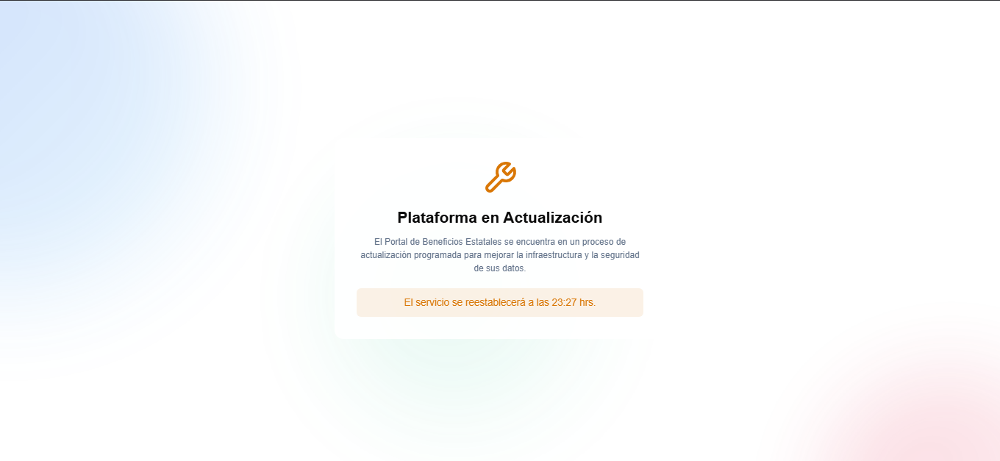 Plataforma en Actualización
El Portal de Beneficios Estatales se encuentra en un proceso de
actualización programada para mejorar la infraestructura y la seguridad
de sus datos.
El servicio se reestablecerá a las 23:27 hrs.